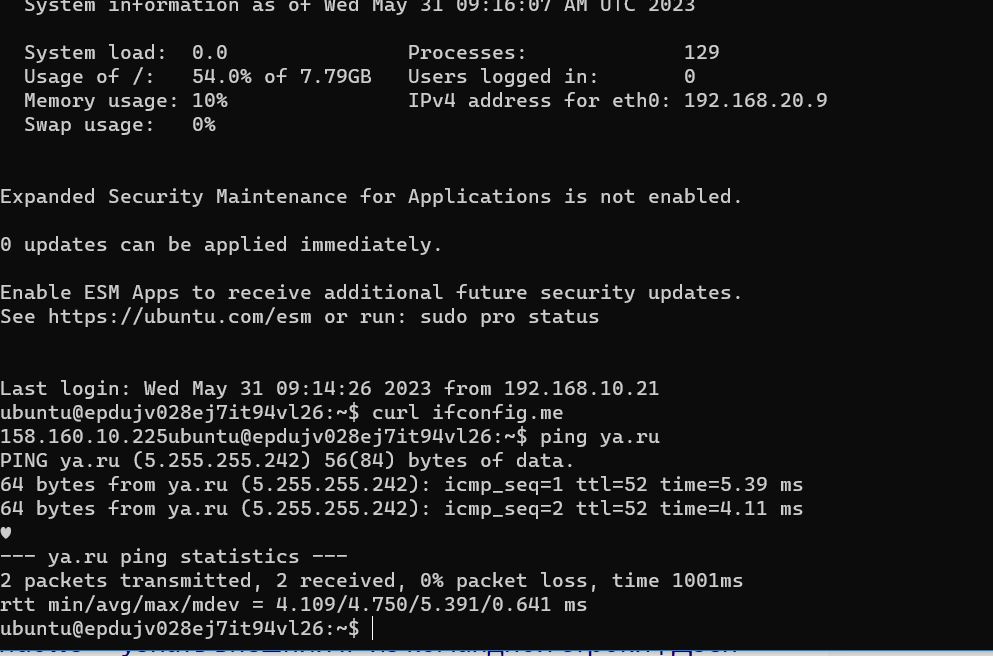 System information as of Wed May 31 09:16:07 AM UTC 2023
System load: 0.0 Processes: 129
Usage of /: 54.0% of 7.79GB Users logged in: 0
Memory usage: 10% IPv4 address for eth0: 192.168.20.9
Swap usage: 0%
Expanded Security Maintenance for Applications is not enabled.
0 updates can be applied immediately.
Enable ESM Apps to receive additional future security updates.
See https://ubuntu.com/esm or run: sudo pro status
Last login: Wed May 31 09:14:26 2023 from 192.168.10.21
ubuntu@epdujv028ej7it94vl26:~$ curl ifconfig.me
158.160.10.225ubuntu@epdujv028ej7it94vl26:~$ ping ya.ru
PING ya.ru (5.255.255.242) 56(84) bytes of data.
64 bytes from ya.ru (5.255.255.242): icmp_seq=1 ttl=52 time=5.39 ms
64 bytes from ya.ru (5.255.255.242): icmp_seq=2 ttl=52 time=4.11 ms
♥
--- ya.ru ping statistics ---
2 packets transmitted, 2 received, 0% packet loss, time 1001ms
rtt min/avg/max/mdev = 4.109/4.750/5.391/0.641 ms
ubuntu@epdujv028ej7it94vl26:~$